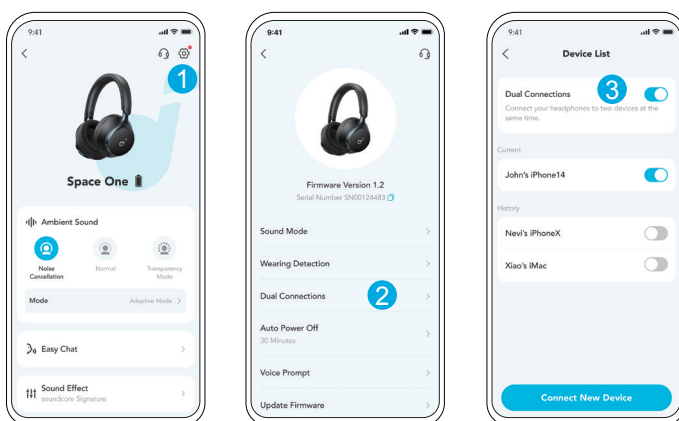 9:41
1
Space One
Ambient Sound
Noise Cancellation
Normal
Transparency Mode
Mode
Adaptive Mode
Easy Chat
Sound Effect
soundcore Signature
9:41
Firmware Version 1.2
Serial Number SN00124483
Sound Mode
Wearing Detection
Dual Connections
2
Auto Power Off
30 Minutes
Voice Prompt
Update Firmware
9:41
Device List
Dual Connections
3
Connect your headphones to two devices at the
same time.
Current
John's iPhone14
History
Nevi's iPhoneX
Xiao's iMac
Connect New Device